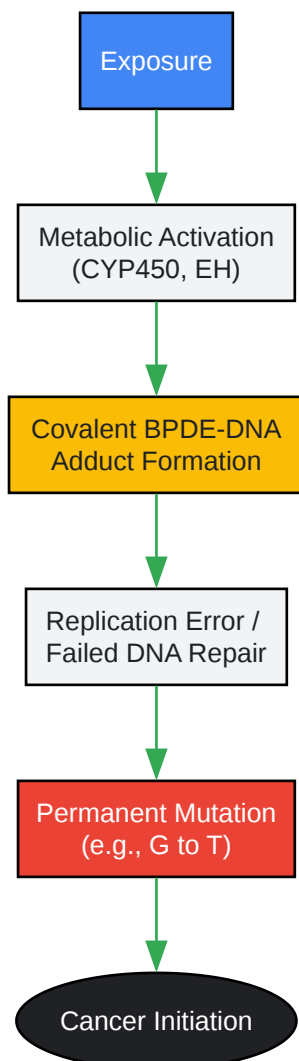 Exposure
Metabolic Activation
(CYP450, EH)
Covalent BPDE-DNA
Adduct Formation
Replication Error /
Failed DNA Repair
Permanent Mutation
(e.g., G to T)
Cancer Initiation